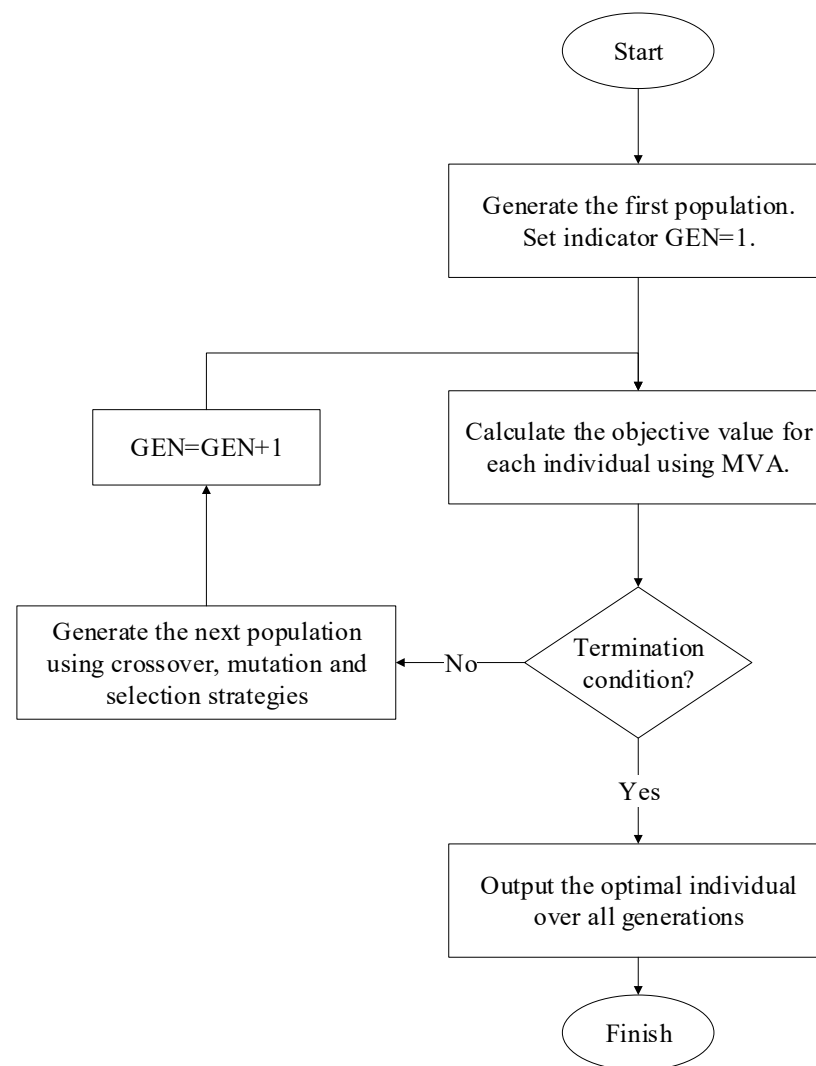 Start
Generate the first population.
Set indicator GEN=1.
GEN=GEN+1
Calculate the objective value for
each individual using MVA.
Generate the next population
using crossover, mutation and
selection strategies
No
Termination
condition?
Yes
Output the optimal individual
over all generations
Finish